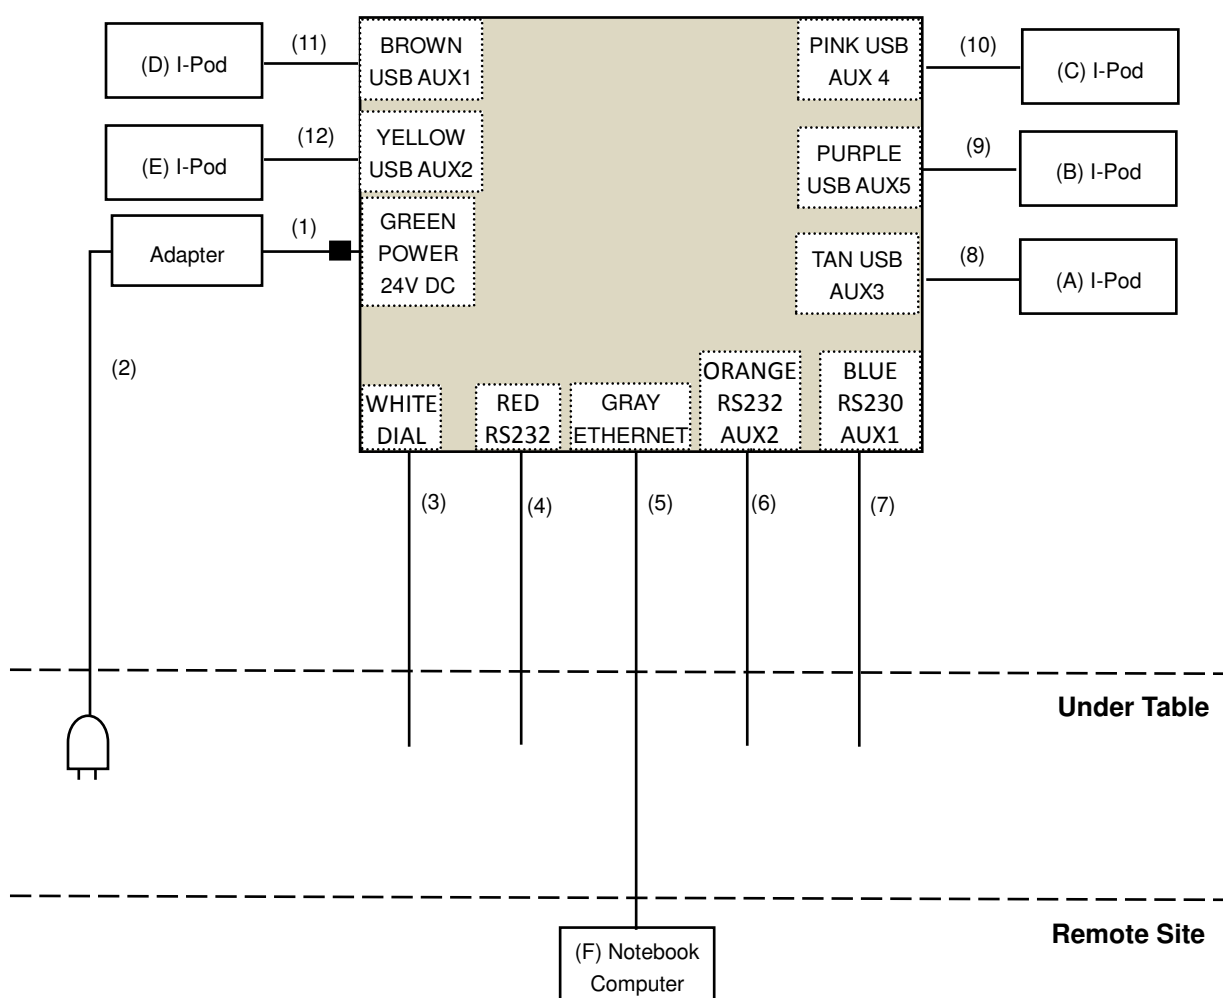 (D) I-Pod
(11)
BROWN
USB AUX1
PINK USB
AUX 4
(10)
(C) I-Pod
(E) I-Pod
(12)
YELLOW
USB AUX2
PURPLE
USB AUX5
(9)
(B) I-Pod
Adapter
(1)
GREEN
POWER
24V DC
TAN USB
AUX3
(8)
(A) I-Pod
(2)
WHITE
DIAL
RED
RS232
GRAY
ETHERNET
ORANGE
RS232
AUX2
BLUE
RS230
AUX1
(3)
(4)
(5)
(6)
(7)
Under Table
Remote Site
(F) Notebook
Computer